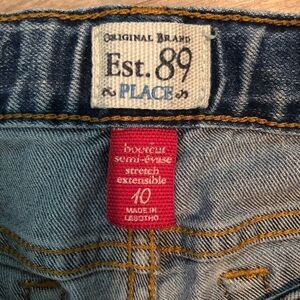 ORIGINAL BRAND
Est. 89
PLACE
bootcut
semi-évasé
stretch
extensible
10
MADE IN
LESOTHO